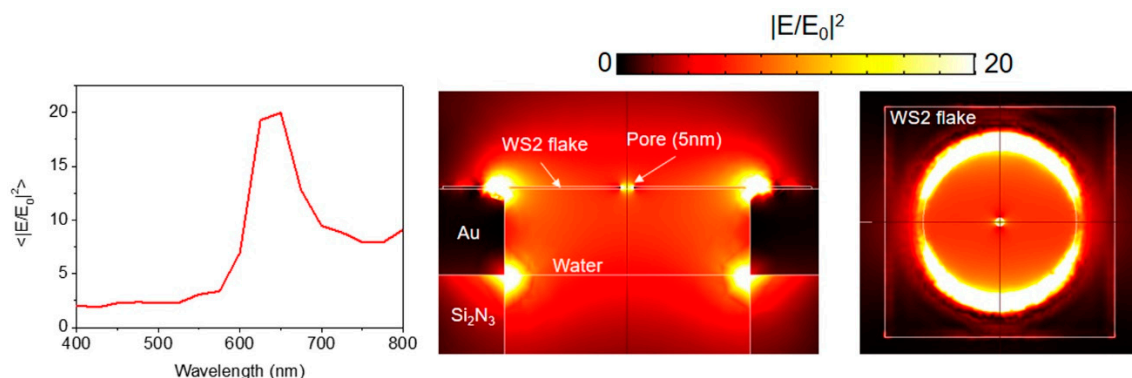 |E/E₀|²
0
20
<|E/E₀|²>
20
15
10
5
0
400
500
600
700
800
Wavelength (nm)
WS2 flake
Pore (5nm)
Au
Water
Si₂N₃
WS2 flake